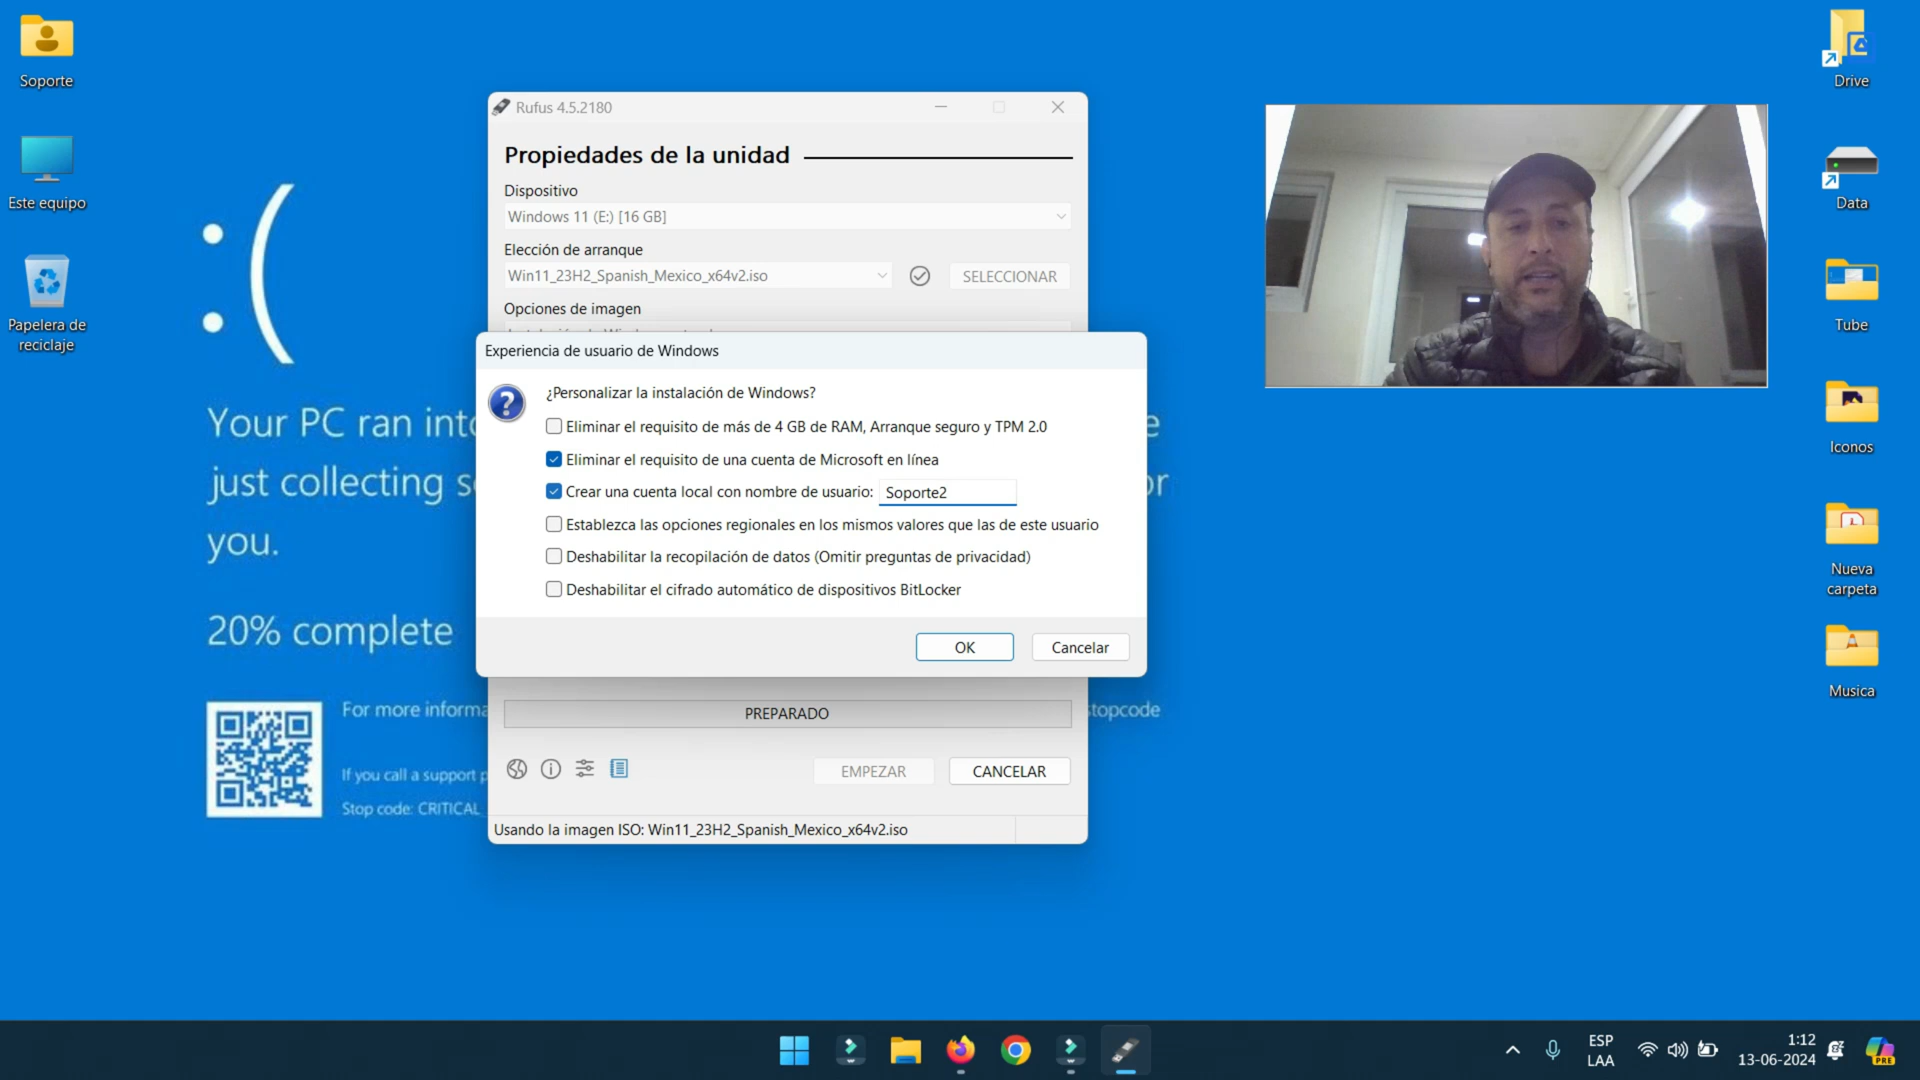 Soporte
Este equipo
Papelera de
reciclaje
Your PC ran into
just collecting s
or
you.
20% complete
For more informa
stopcode
If you call a support p
Stop code: CRITICAL_
Rufus 4.5.2180
Propiedades de la unidad
Dispositivo
Windows 11 (E:) [16 GB]
Elección de arranque
Win11_23H2_Spanish_Mexico_x64v2.iso
SELECCIONAR
Opciones de imagen
Experiencia de usuario de Windows
¿Personalizar la instalación de Windows?
Eliminar el requisito de más de 4 GB de RAM, Arranque seguro y TPM 2.0
Eliminar el requisito de una cuenta de Microsoft en línea
Crear una cuenta local con nombre de usuario: Soporte2
Establezca las opciones regionales en los mismos valores que las de este usuario
Deshabilitar la recopilación de datos (Omitir preguntas de privacidad)
Deshabilitar el cifrado automático de dispositivos BitLocker
OK
Cancelar
PREPARADO
EMPEZAR
CANCELAR
Usando la imagen ISO: Win11_23H2_Spanish_Mexico_x64v2.iso
Drive
Data
Tube
Iconos
Nueva
carpeta
Musica
ESP
LAA
1:12
13-06-2024
PRE